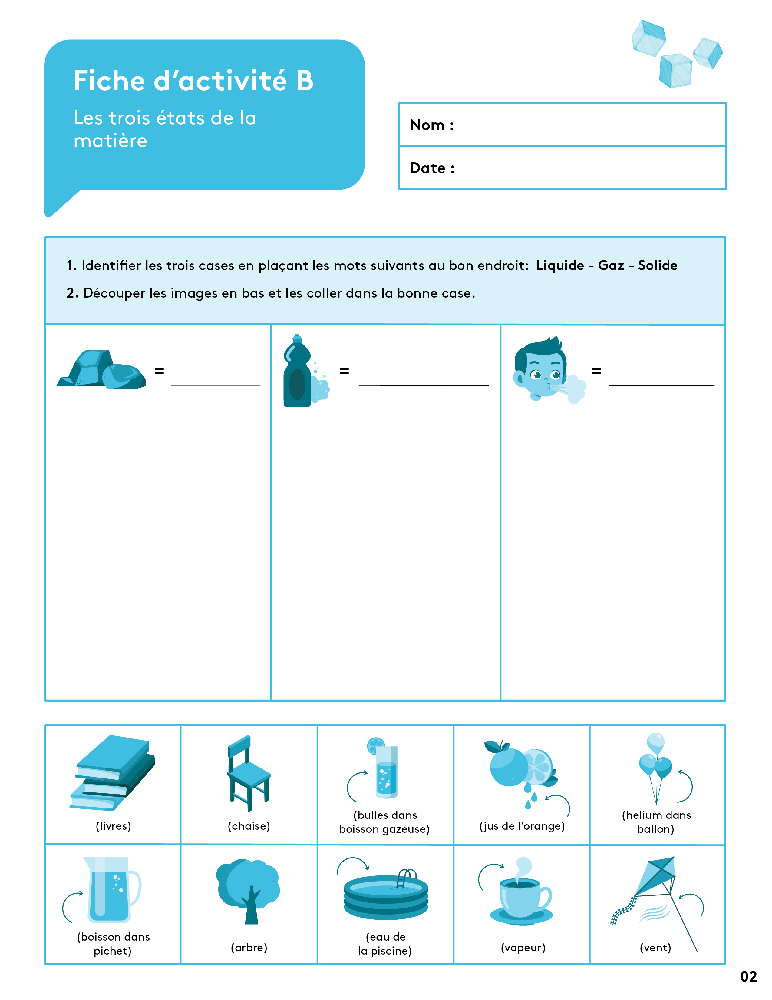 Fiche d’activité B
Les trois états de la
matière
Nom :
Date :
1. Identifier les trois cases en plaçant les mots suivants au bon endroit: Liquide - Gaz - Solide
2. Découper les images en bas et les coller dans la bonne case.
= ________ = ________ = ________
(livres)
(chaise)
(bulles dans
boisson gazeuse)
(jus de l’orange)
(helium dans
ballon)
(boisson dans
pichet)
(arbre)
(eau de
la piscine)
(vapeur)
(vent)
02